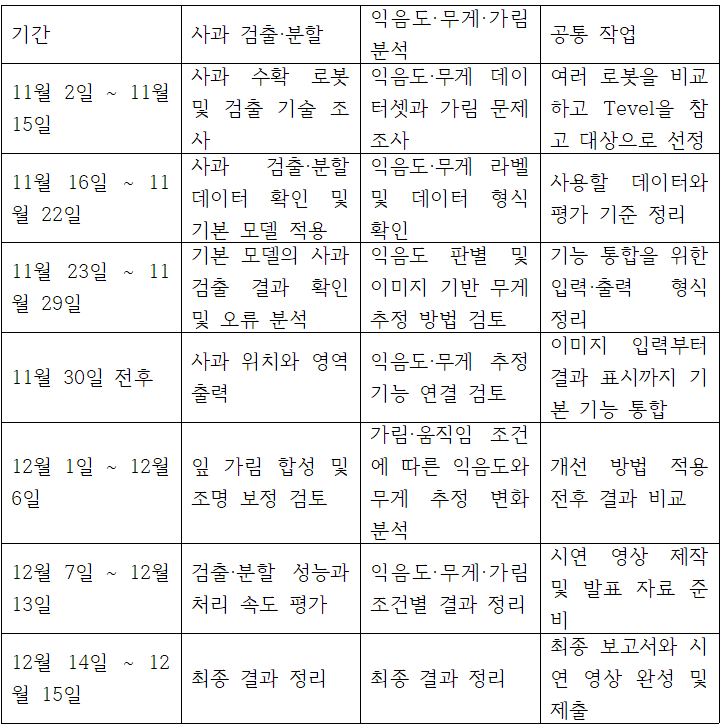 기간
사과 검출·분할
익음도·무게·가림
분석
공통 작업
11월 2일 ~ 11월
15일
사과 수확 로봇
및 검출 기술 조
사
익음도·무게 데이
터셋과 가림 문제
조사
여러 로봇을 비교
하고 Tevel을 참
고 대상으로 선정
11월 16일 ~ 11
월 22일
사과 검출·분할
데이터 확인 및
기본 모델 적용
익음도·무게 라벨
및 데이터 형식
확인
사용할 데이터와
평가 기준 정리
11월 23일 ~ 11
월 29일
기본 모델의 사과
검출 결과 확인
및 오류 분석
익음도 판별 및
이미지 기반 무게
추정 방법 검토
기능 통합을 위한
입력·출력 형식
정리
11월 30일 전후
사과 위치와 영역
출력
익음도·무게 추정
기능 연결 검토
이미지 입력부터
결과 표시까지 기
본 기능 통합
12월 1일 ~ 12월
6일
잎 가림 합성 및
조명 보정 검토
가림·움직임 조건
에 따른 익음도와
무게 추정 변화
분석
개선 방법 적용
전후 결과 비교
12월 7일 ~ 12월
13일
검출·분할 성능과
처리 속도 평가
익음도·무게·가림
조건별 결과 정리
시연 영상 제작
및 발표 자료 준
비
12월 14일 ~ 12
월 15일
최종 결과 정리
최종 결과 정리
최종 보고서와 시
연 영상 완성 및
제출